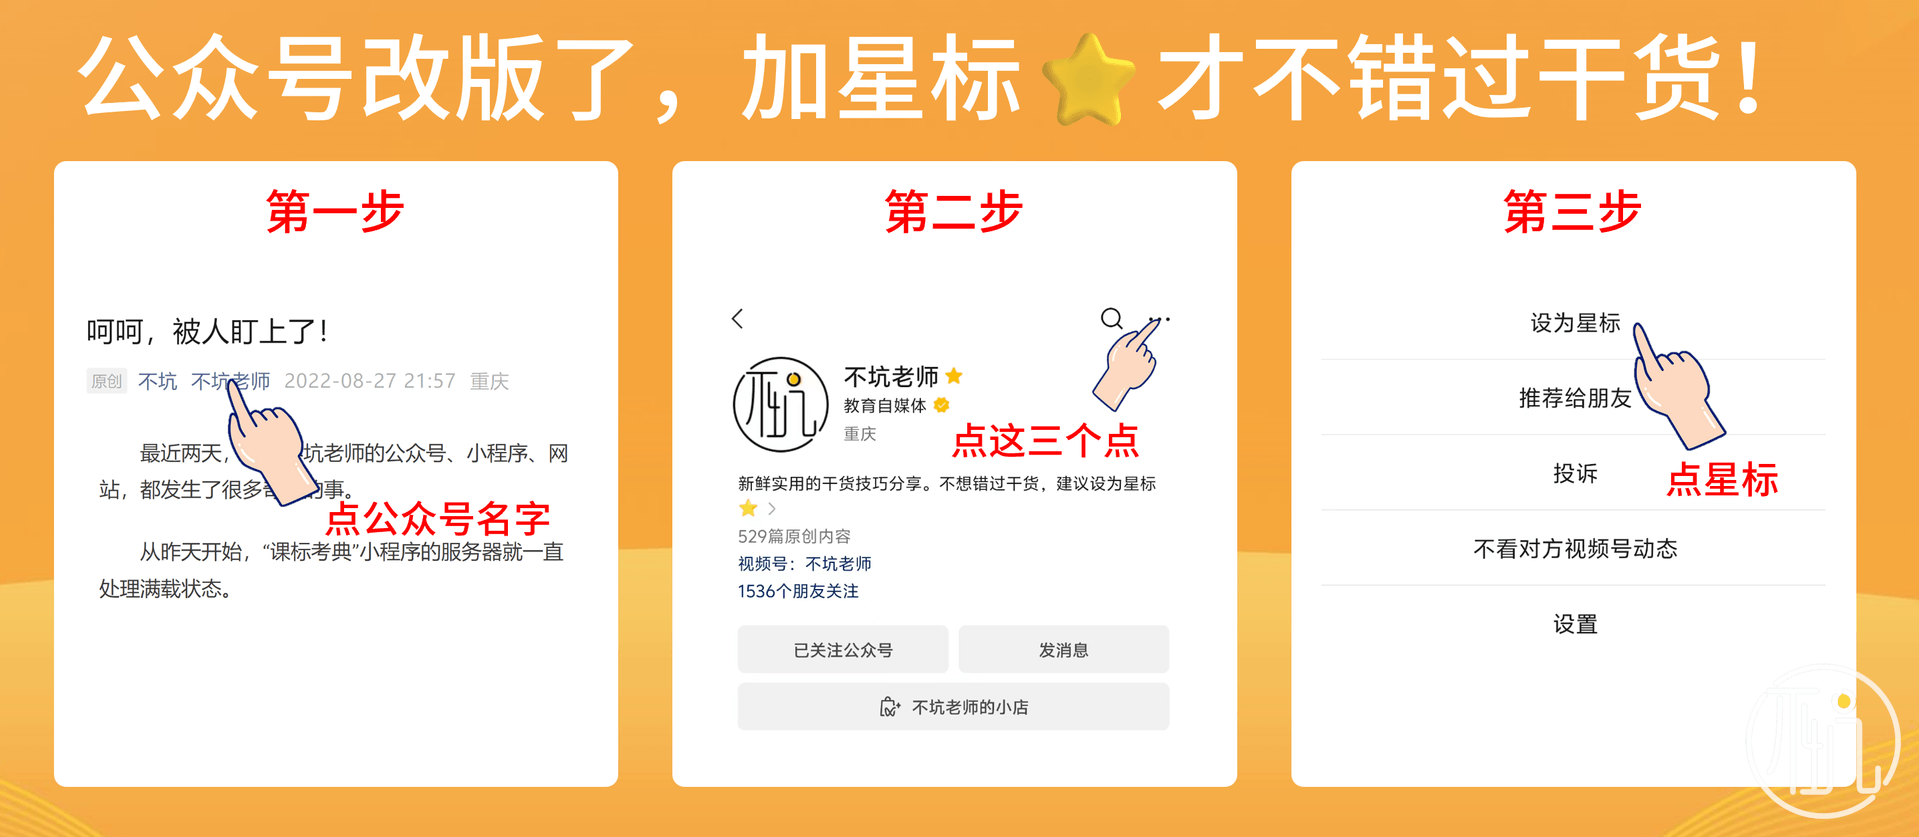 公众号改版了，加星标才不错过干货！
第一步
呵呵，被人盯上了！
原创 不坑 不坑老师 2022-08-27 21:57 重庆
最近两天，坑老师的公众号、小程序、网
站，都发生了很多的事。
点公众号名字
从昨天开始，“课标考典”小程序的服务器就一直
处理满载状态。
第二步
不坑老师
教育自媒体
重庆
点这三个点
新鲜实用的干货技巧分享。不想错过干货，建议设为星标
529篇原创内容
视频号：不坑老师
1536个朋友关注
已关注公众号
发消息
不坑老师的小店
第三步
设为星标
推荐给朋友
投诉
点星标
不看对方视频号动态
设置